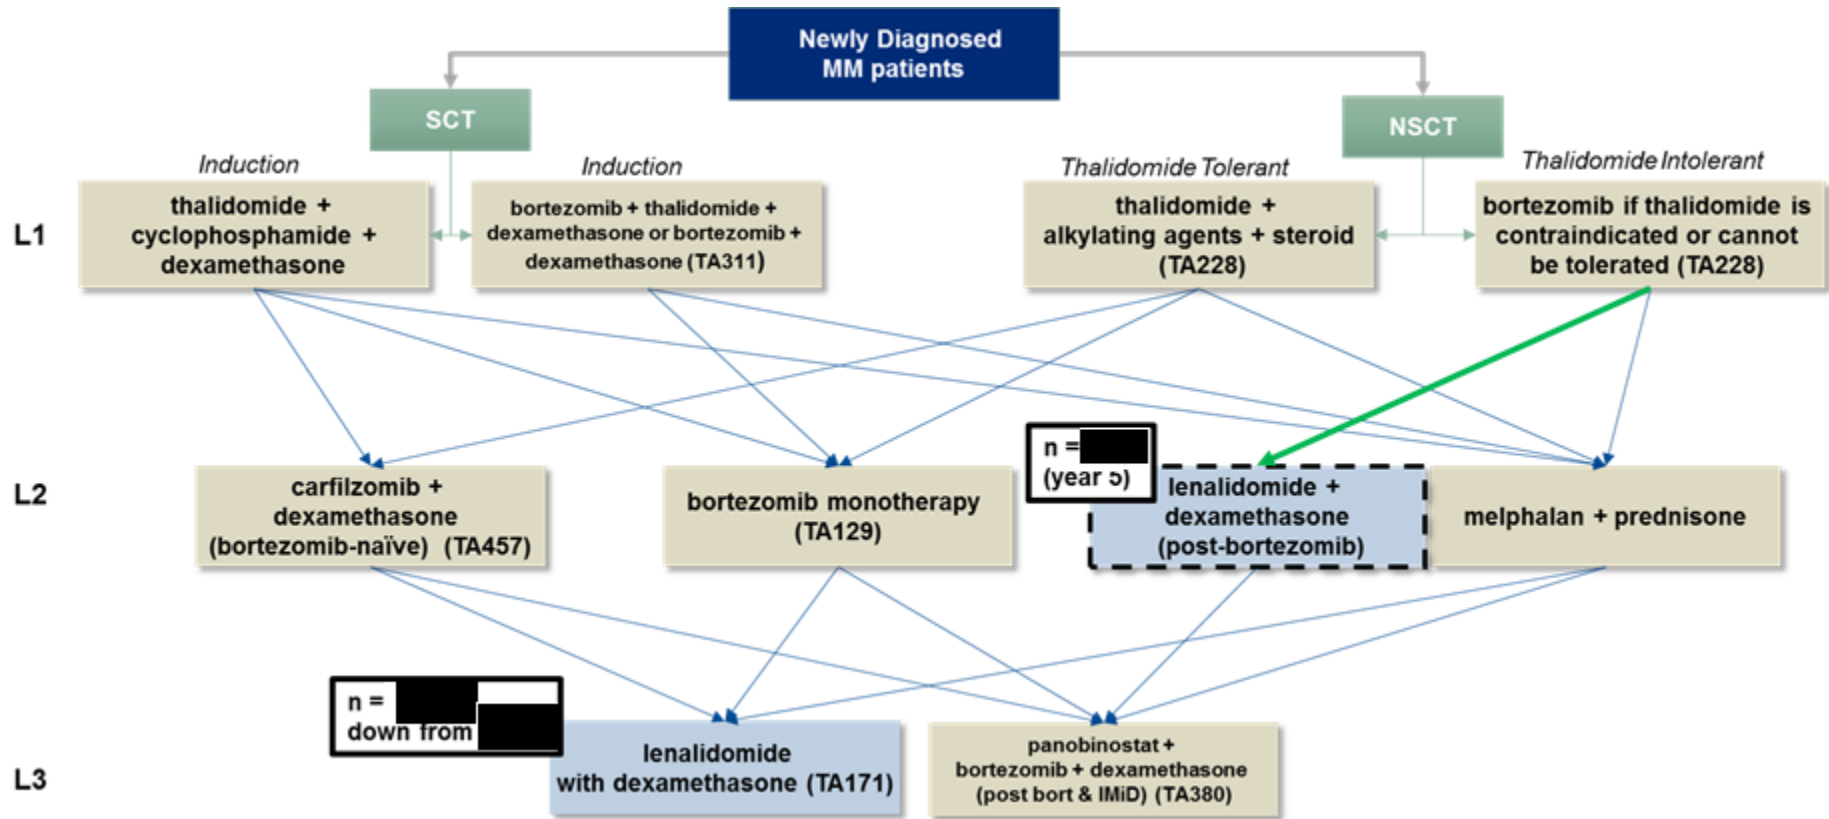 Newly Diagnosed
MM patients
SCT
NSCT
Induction
Induction
Thalidomide Tolerant
Thalidomide Intolerant
L1
thalidomide +
cyclophosphamide +
dexamethasone
bortezomib + thalidomide +
dexamethasone or bortezomib +
dexamethasone (TA311)
thalidomide +
alkylating agents + steroid
(TA228)
bortezomib if thalidomide is
contraindicated or cannot
be tolerated (TA228)
n =
(year 5)
L2
carfilzomib +
dexamethasone
(bortezomib-naïve) (TA457)
bortezomib monotherapy
(TA129)
lenalidomide +
dexamethasone
(post-bortezomib)
melphalan + prednisone
n =
down from
L3
lenalidomide
with dexamethasone (TA171)
panobinostat +
bortezomib + dexamethasone
(post bort & IMiD) (TA380)